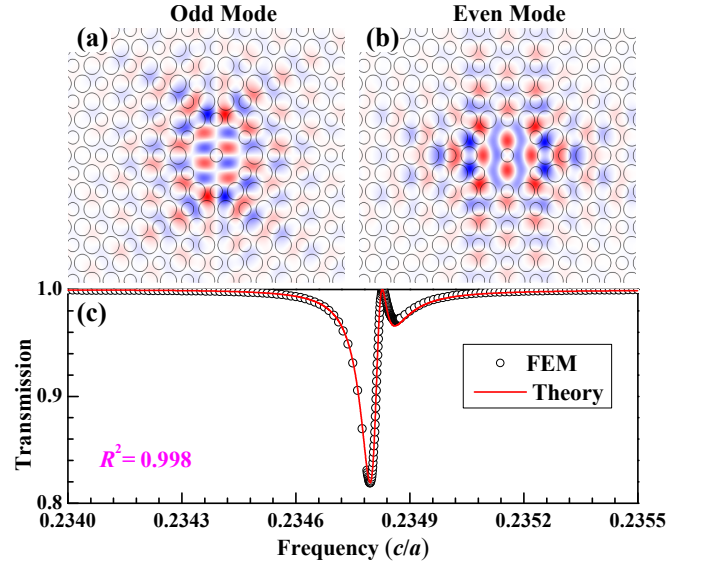 Odd Mode Even Mode
(a) (b)
(c)
1.0
0.9
0.8
Transmission
FEM
Theory
R² = 0.998
0.2340 0.2343 0.2346 0.2349 0.2352 0.2355
Frequency (c/a)